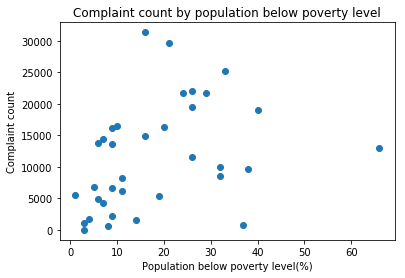 Complaint count by population below poverty level
30000
25000
20000
15000
10000
5000
0
Complaint count
0 10 20 30 40 50 60
Population below poverty level(%)